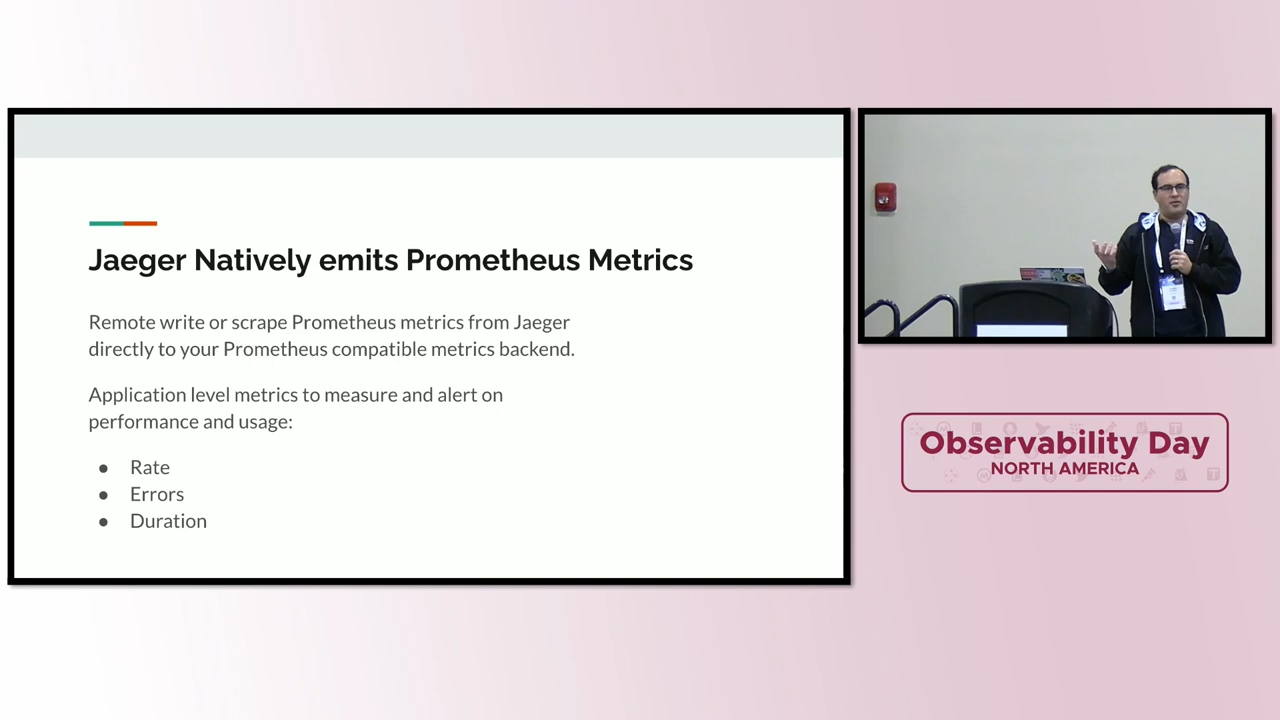 Jaeger Natively emits Prometheus Metrics
Remote write or scrape Prometheus metrics from Jaeger
directly to your Prometheus compatible metrics backend.
Application level metrics to measure and alert on
performance and usage:
● Rate
● Errors
● Duration
Observability Day
NORTH AMERICA